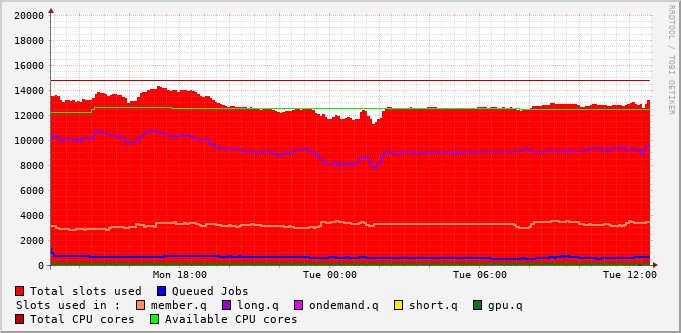 20000
18000
16000
14000
12000
10000
8000
6000
4000
2000
0
Mon 18:00 Tue 00:00 Tue 06:00 Tue 12:00
RRDTOOL / TOBI OETIKER
Total slots used Queued Jobs
Slots used in : member.q long.q ondemand.q short.q gpu.q
Total CPU cores Available CPU cores